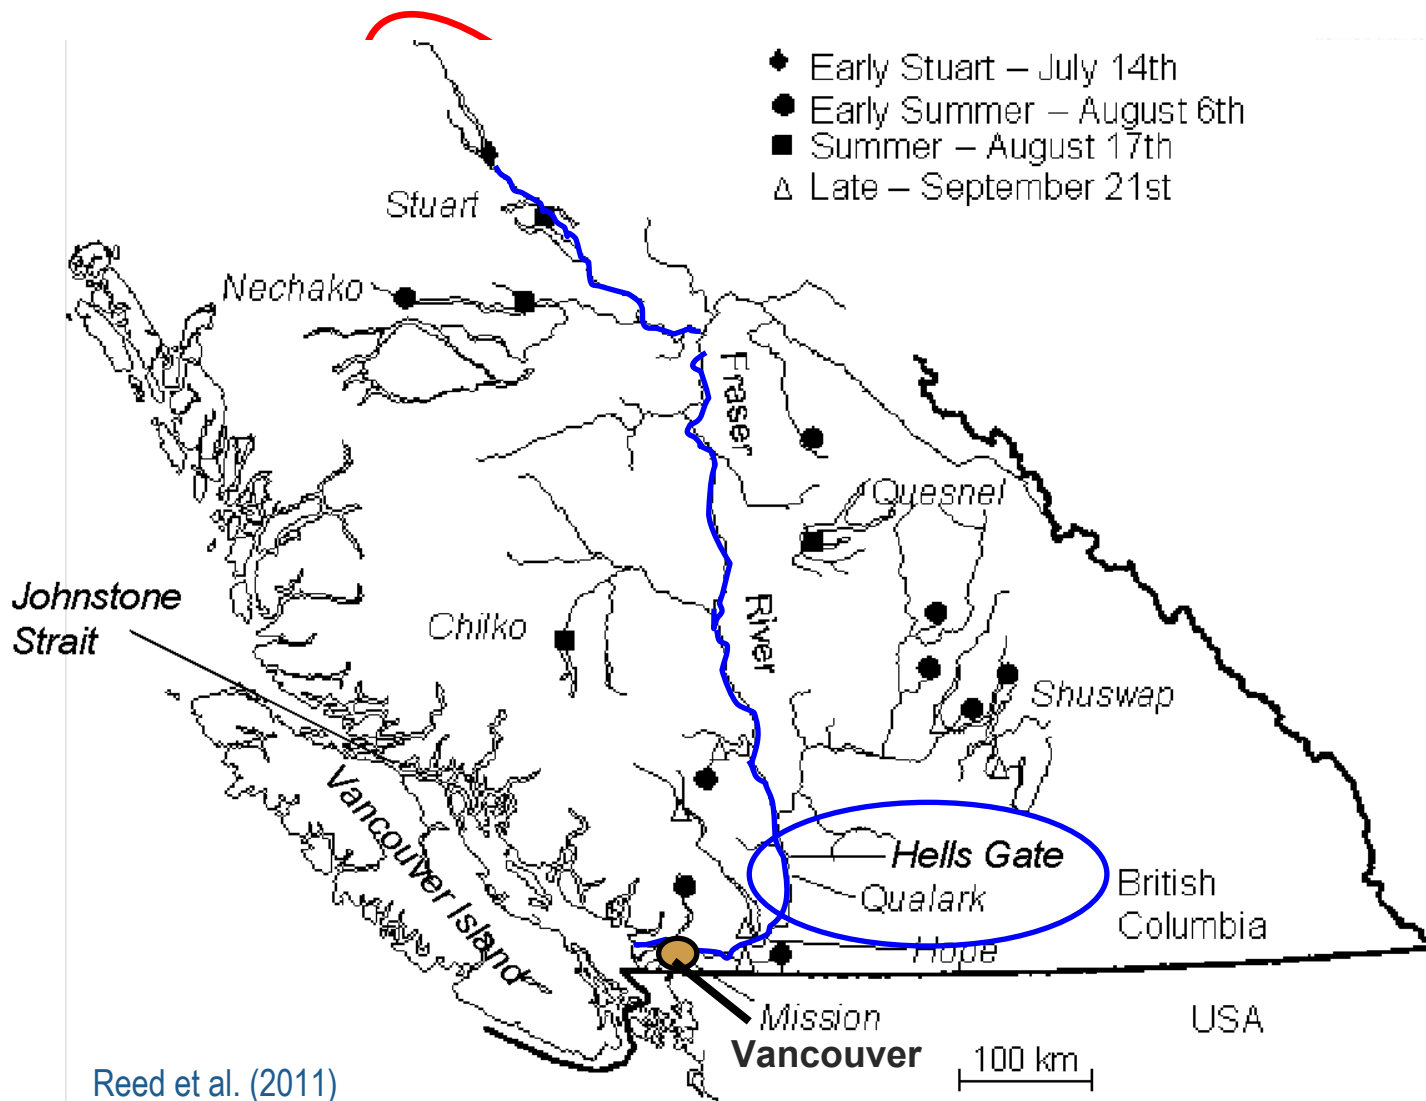 Early Stuart – July 14th
Early Summer – August 6th
Summer – August 17th
Late – September 21st
Stuart
Nechako
Fraser
River
Quesnel
Johnstone
Strait
Chilko
Shuswap
Vancouver Island
Hells Gate
Qualark
British
Columbia
Hope
Mission
USA
Vancouver
100 km
Reed et al. (2011)